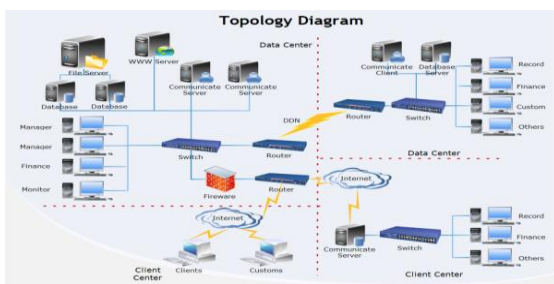 Topology Diagram
Data Center
File Server
WWW Server
Database
Database
Communicate
Server
Communicate
Server
Manager
Manager
Finance
Monitor
Switch
Router
DDN
Fireware
Router
Communicate
Client
Database
Server
Router
Switch
Record
Finance
Custom
Others
Data Center
Internet
Internet
Clients
Customs
Client
Center
Communicate
Server
Switch
Record
Finance
Others
Client Center